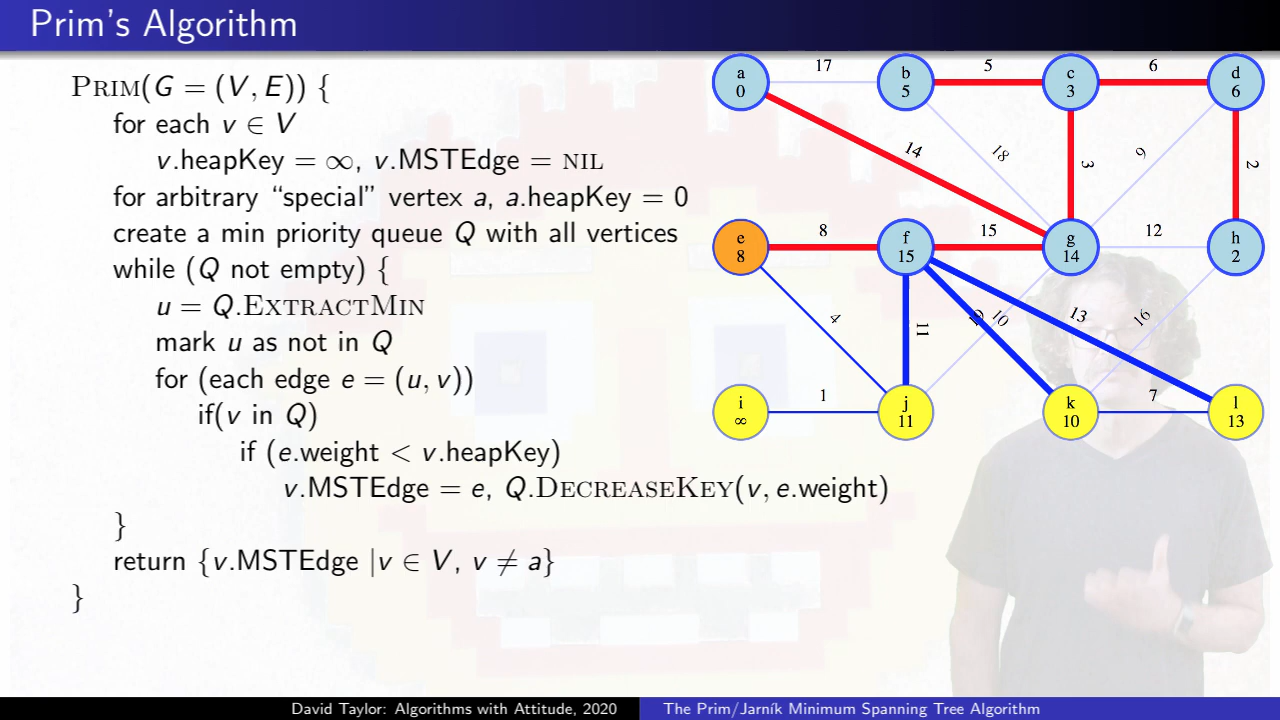 Prim's Algorithm
PRIM(G = (V, E)) {
for each v ∈ V
v.heapKey = ∞, v.MSTEdge = NIL
for arbitrary “special” vertex a, a.heapKey = 0
create a min priority queue Q with all vertices
while (Q not empty) {
u = Q.EXTRACTMIN
mark u as not in Q
for (each edge e = (u, v))
if(v in Q)
if (e.weight < v.heapKey)
v.MSTEdge = e, Q.DECREASEKEY(v, e.weight)
}
return {v.MSTEdge |v ∈ V, v ≠ a}
}
a 17 b 5 c 6 d
0 5 3 6
14 18 3 9 2
e 8 f 15 g 12 h
8 15 14 2
4 11 10 13 16
i 1 j k 7 l
∞ 11 10 13
David Taylor: Algorithms with Attitude, 2020
The Prim/Jarník Minimum Spanning Tree Algorithm